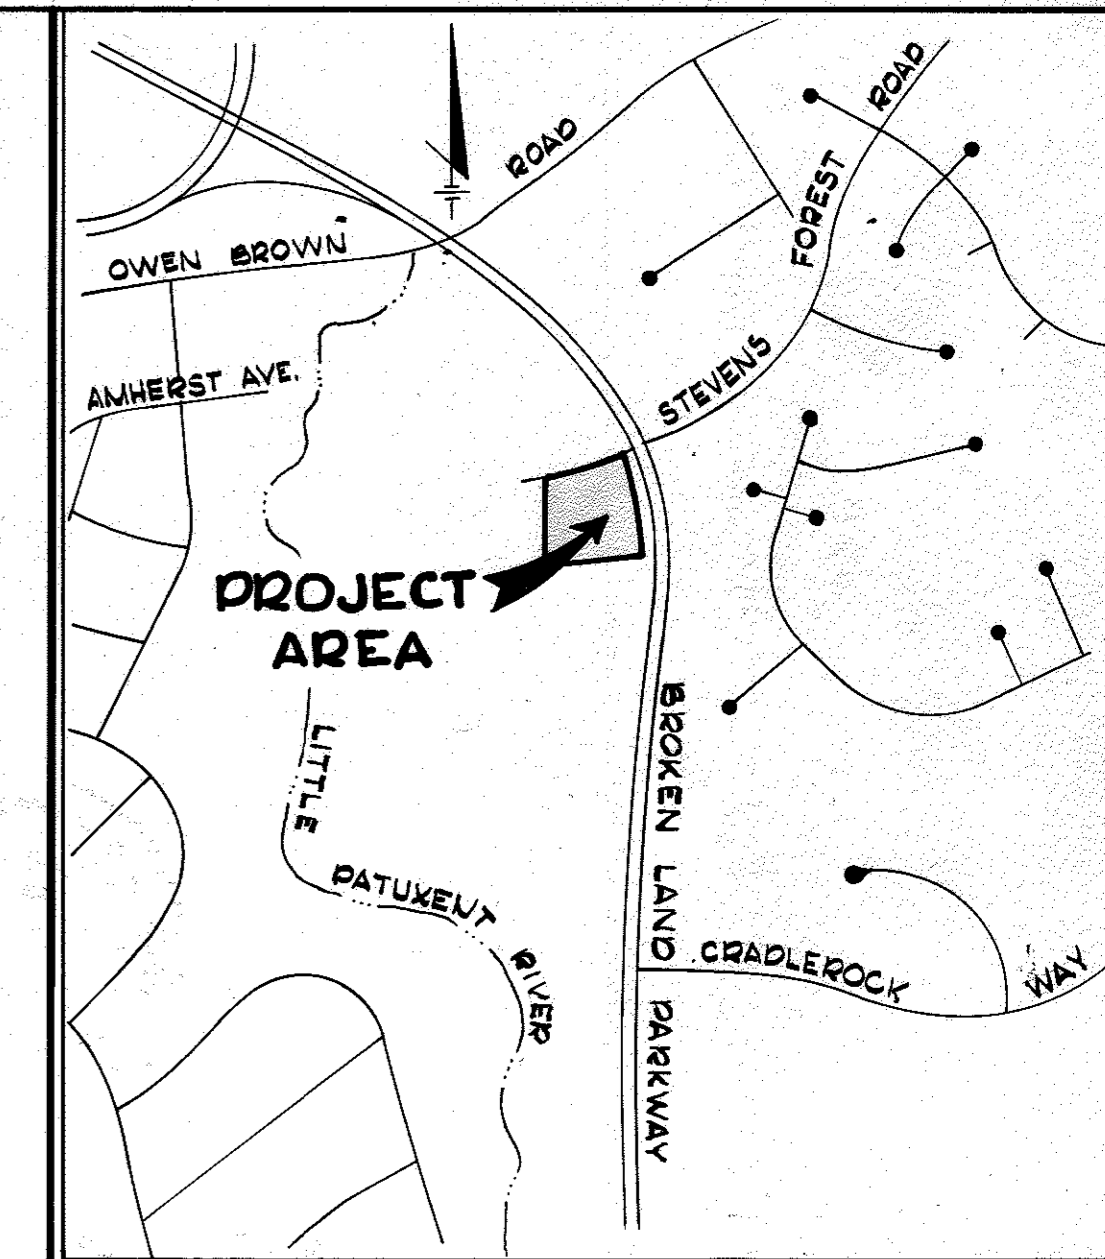 ROAD
FOREST
ROAD
OWEN BROWN
STEVENS
AMHERST AVE.
PROJECT
AREA
LITTLE
PATUXENT
RIVER
BROKEN LAND PARKWAY
CRADLEROCK
WAY